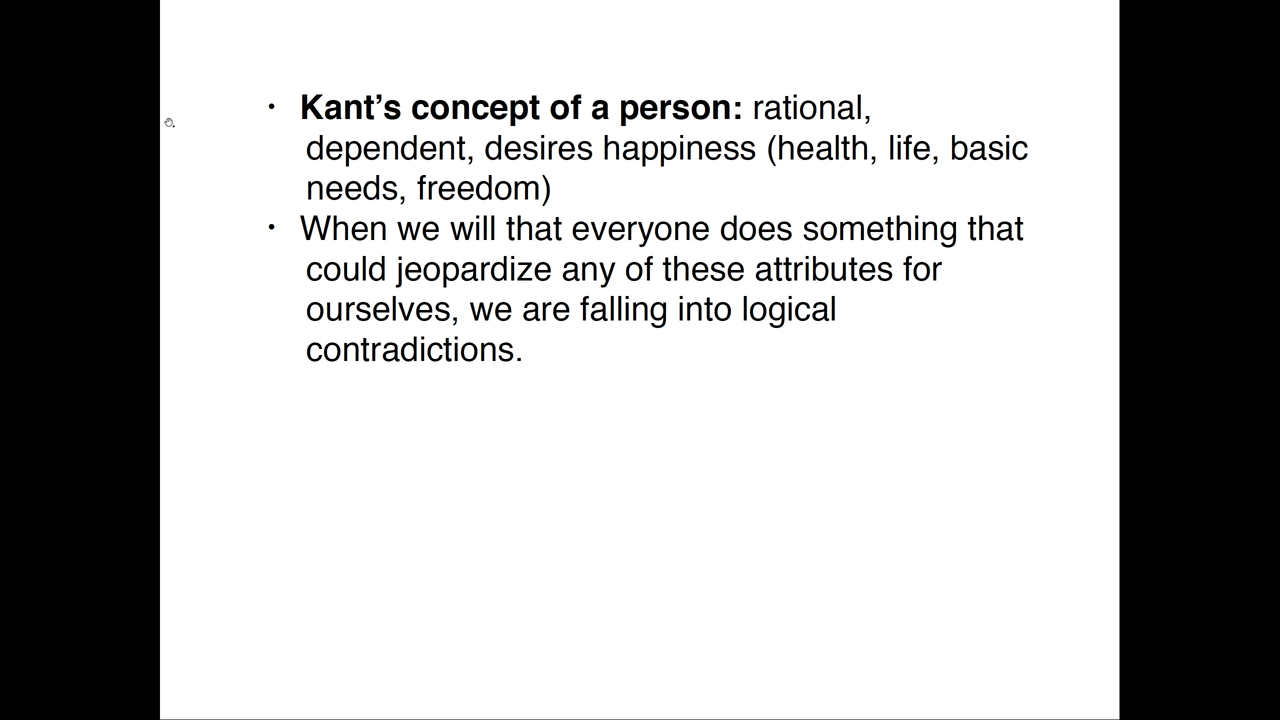 • Kant’s concept of a person: rational,
dependent, desires happiness (health, life, basic
needs, freedom)
• When we will that everyone does something that
could jeopardize any of these attributes for
ourselves, we are falling into logical
contradictions.